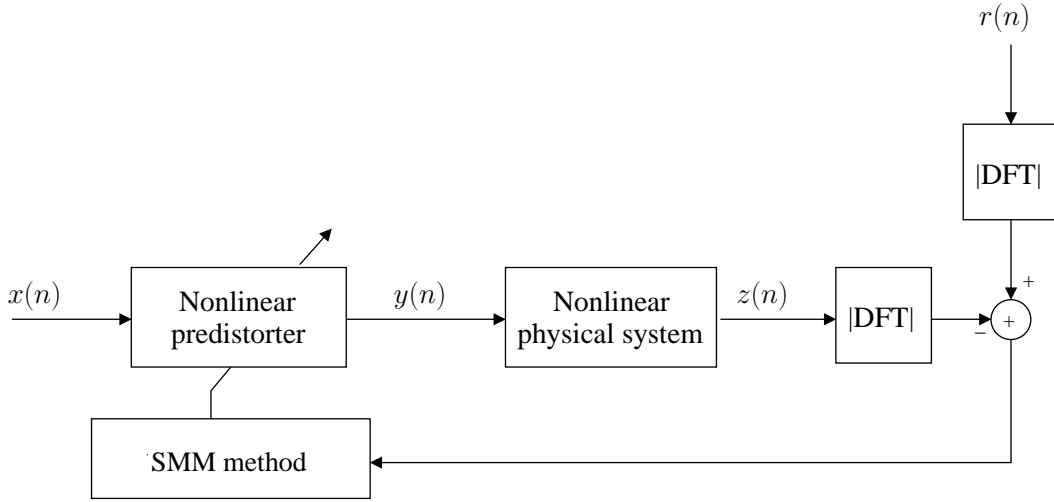 r(n)
|DFT|
+
x(n)
Nonlinear
predistorter
y(n)
Nonlinear
physical system
z(n)
|DFT|
−
+
SMM method